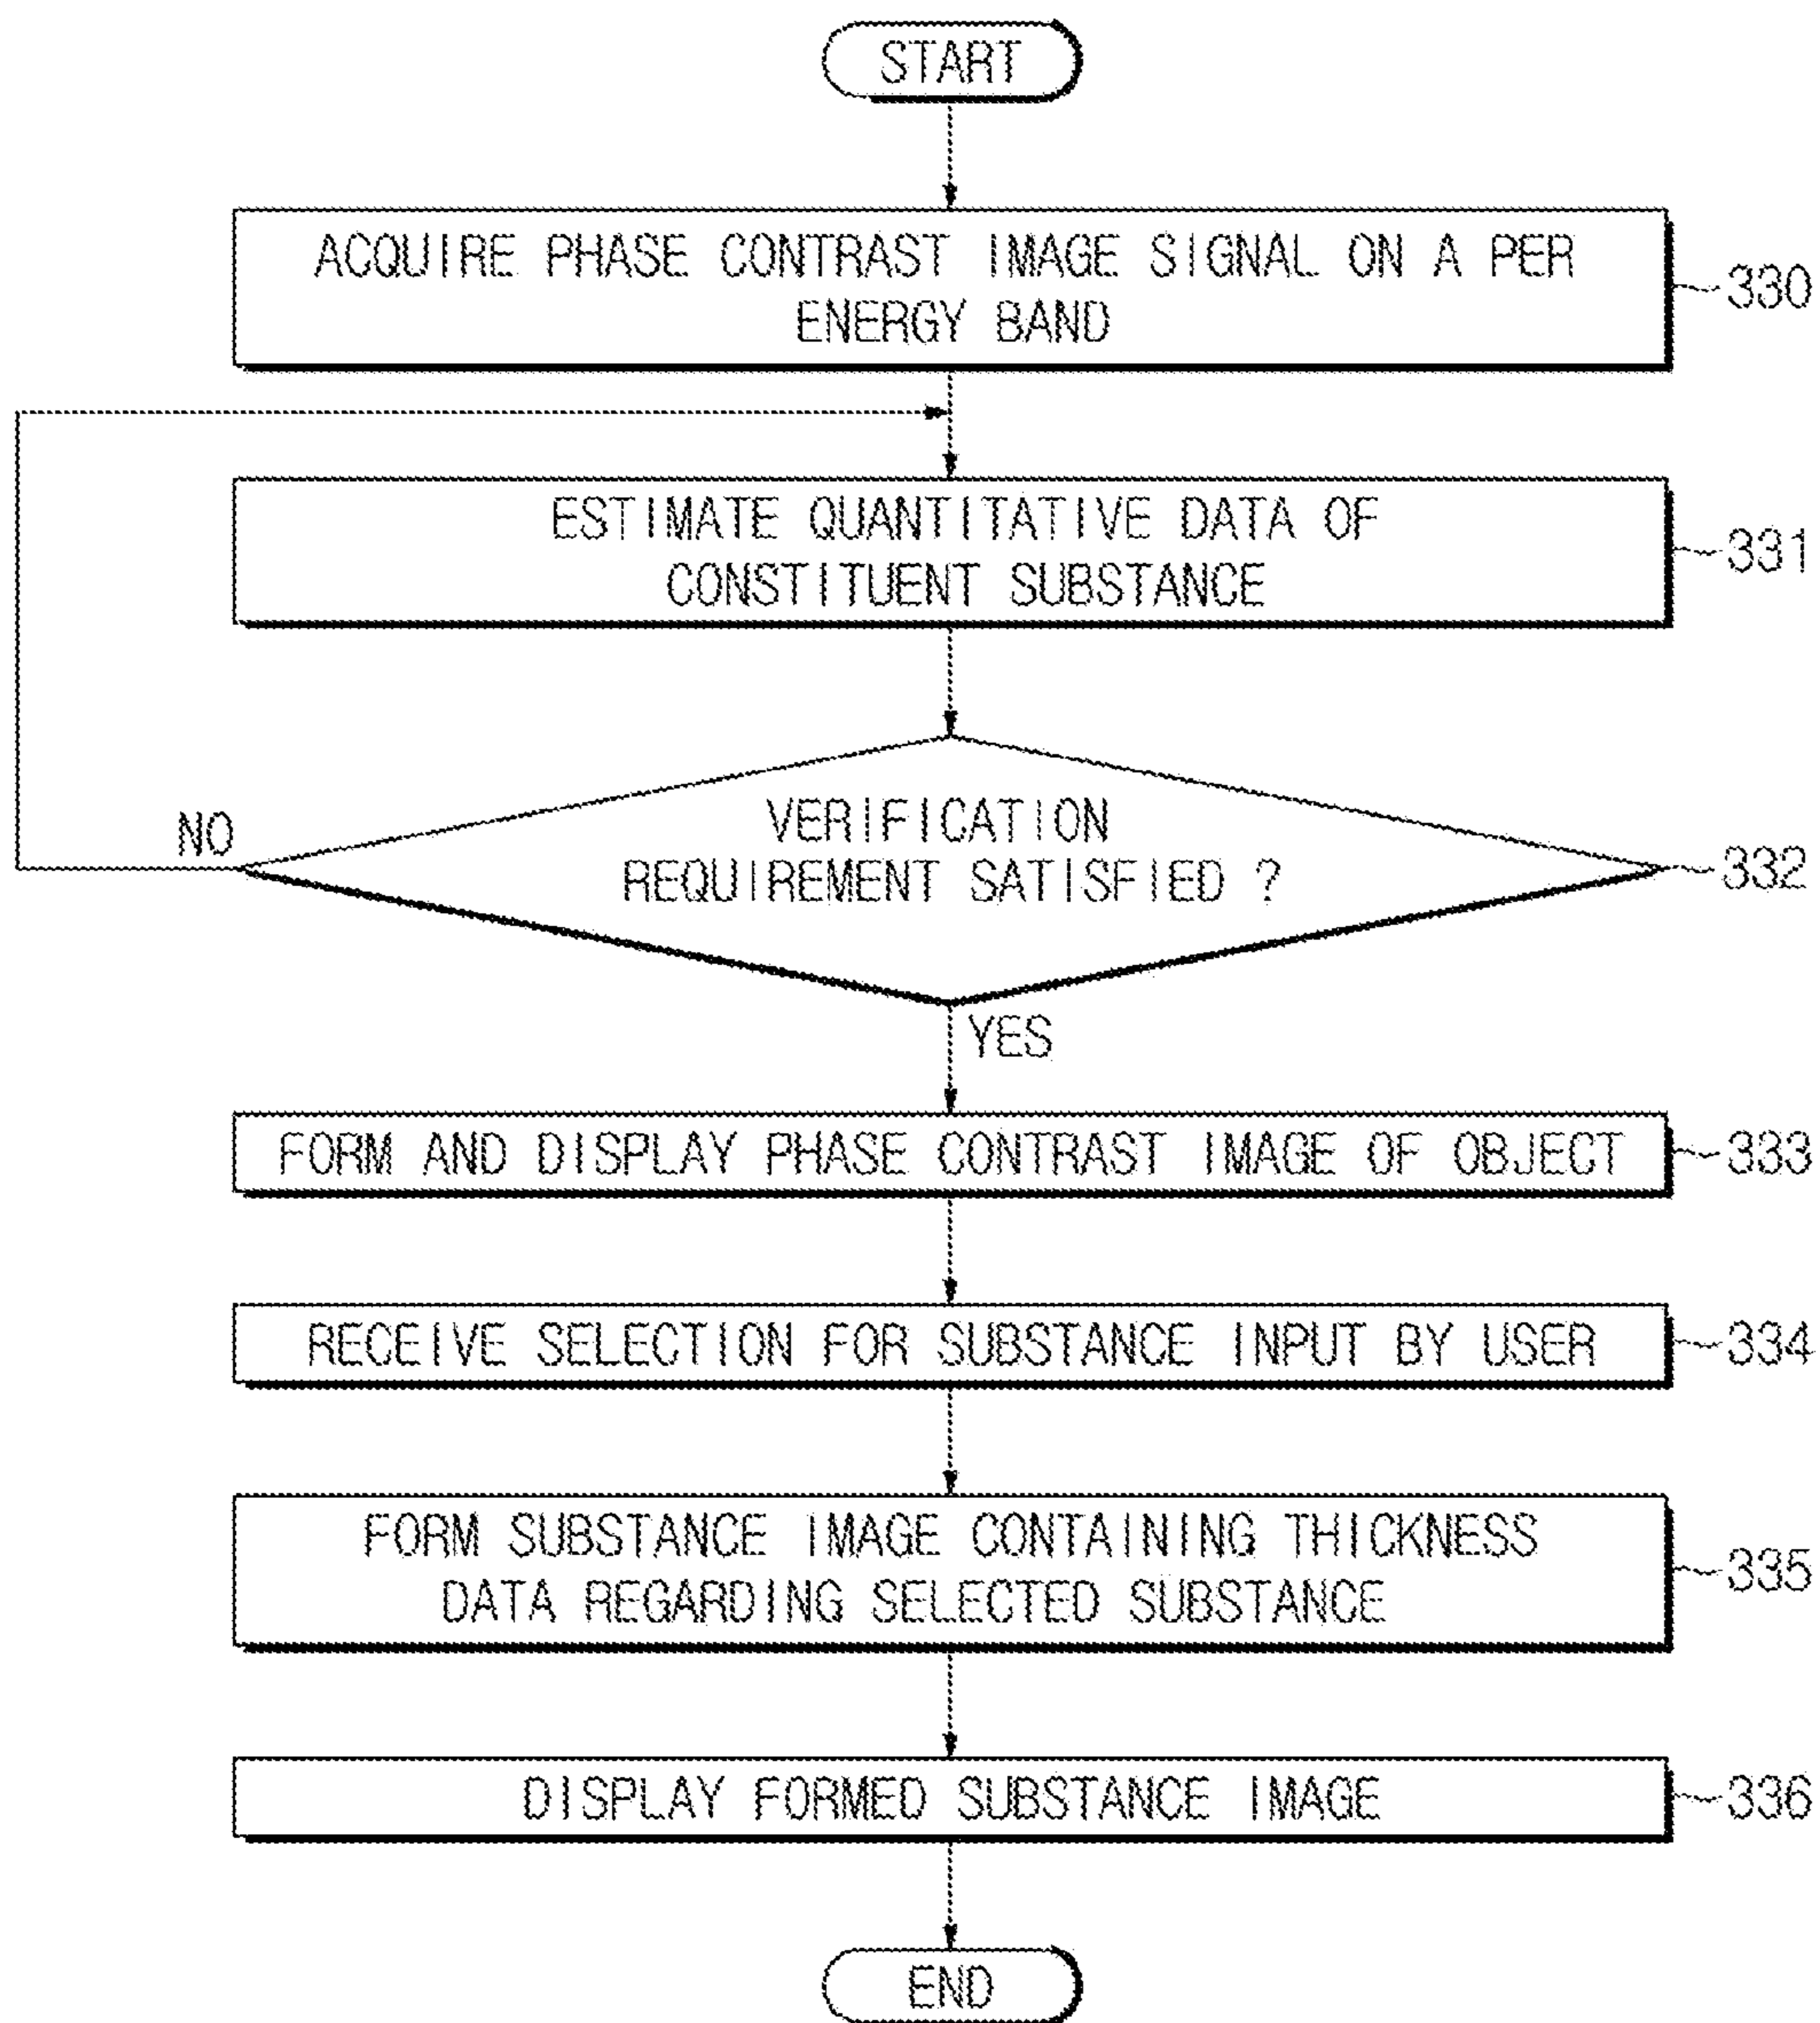 START
ACQUIRE PHASE CONTRAST IMAGE SIGNAL ON A PER
ENERGY BAND
330
ESTIMATE QUANTITATIVE DATA OF
CONSTITUENT SUBSTANCE
331
NO
VERIFICATION
REQUIREMENT SATISFIED ?
332
YES
FORM AND DISPLAY PHASE CONTRAST IMAGE OF OBJECT
333
RECEIVE SELECTION FOR SUBSTANCE INPUT BY USER
334
FORM SUBSTANCE IMAGE CONTAINING THICKNESS
DATA REGARDING SELECTED SUBSTANCE
335
DISPLAY FORMED SUBSTANCE IMAGE
336
END